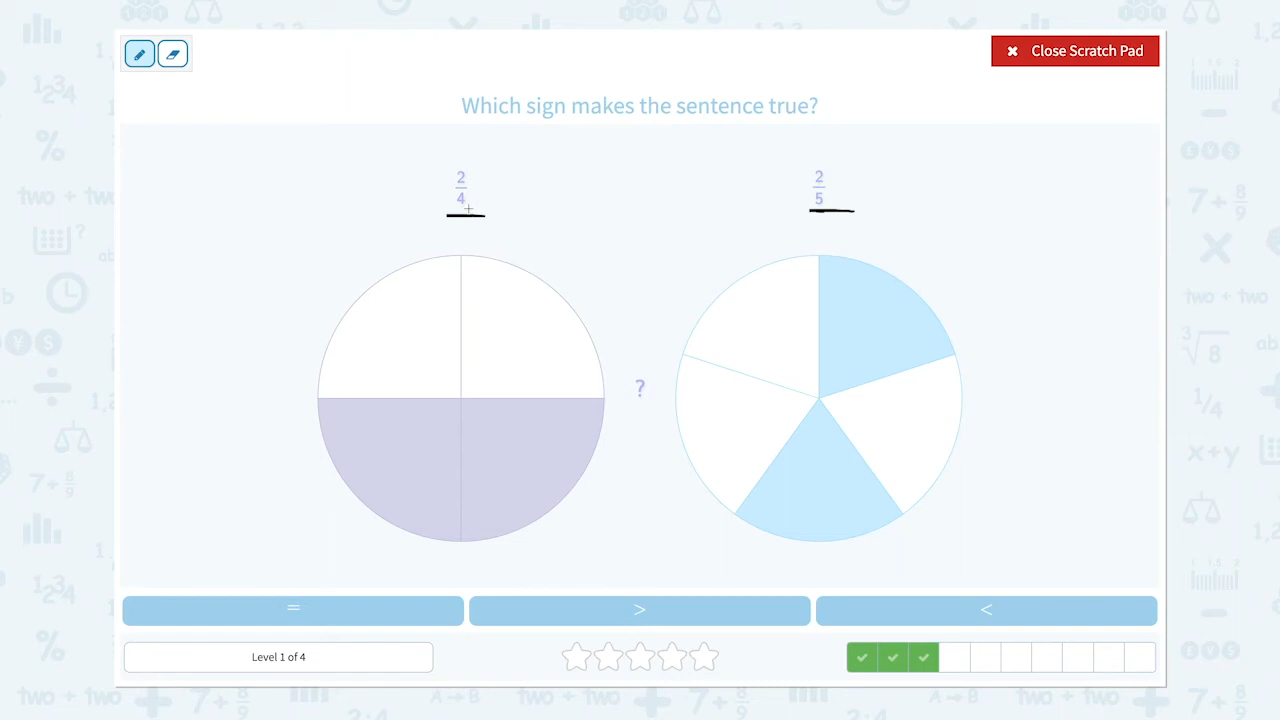 ✖ Close Scratch Pad
Which sign makes the sentence true?
2/4
2/5
?
=
>
<
Level 1 of 4